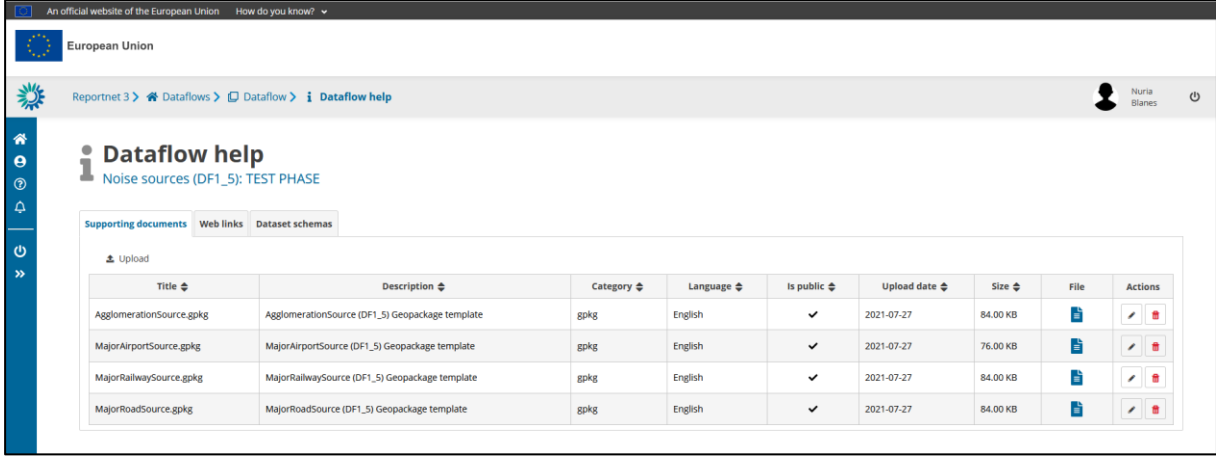 An official website of the European Union How do you know?
European Union
Reportnet 3 > Dataflows > Dataflow > Dataflow help
Nuria
Blanes
Dataflow help
Noise sources (DF1_5): TEST PHASE
Supporting documents Web links Dataset schemas
Upload
Title Description Category Language Is public Upload date Size File Actions
AgglomerationSource.gpkg AgglomerationSource (DF1_5) Geopackage template gpkg English 2021-07-27 84.00 KB
MajorAirportSource.gpkg MajorAirportSource (DF1_5) Geopackage template gpkg English 2021-07-27 76.00 KB
MajorRailwaySource.gpkg MajorRailwaySource (DF1_5) Geopackage template gpkg English 2021-07-27 84.00 KB
MajorRoadSource.gpkg MajorRoadSource (DF1_5) Geopackage template gpkg English 2021-07-27 84.00 KB